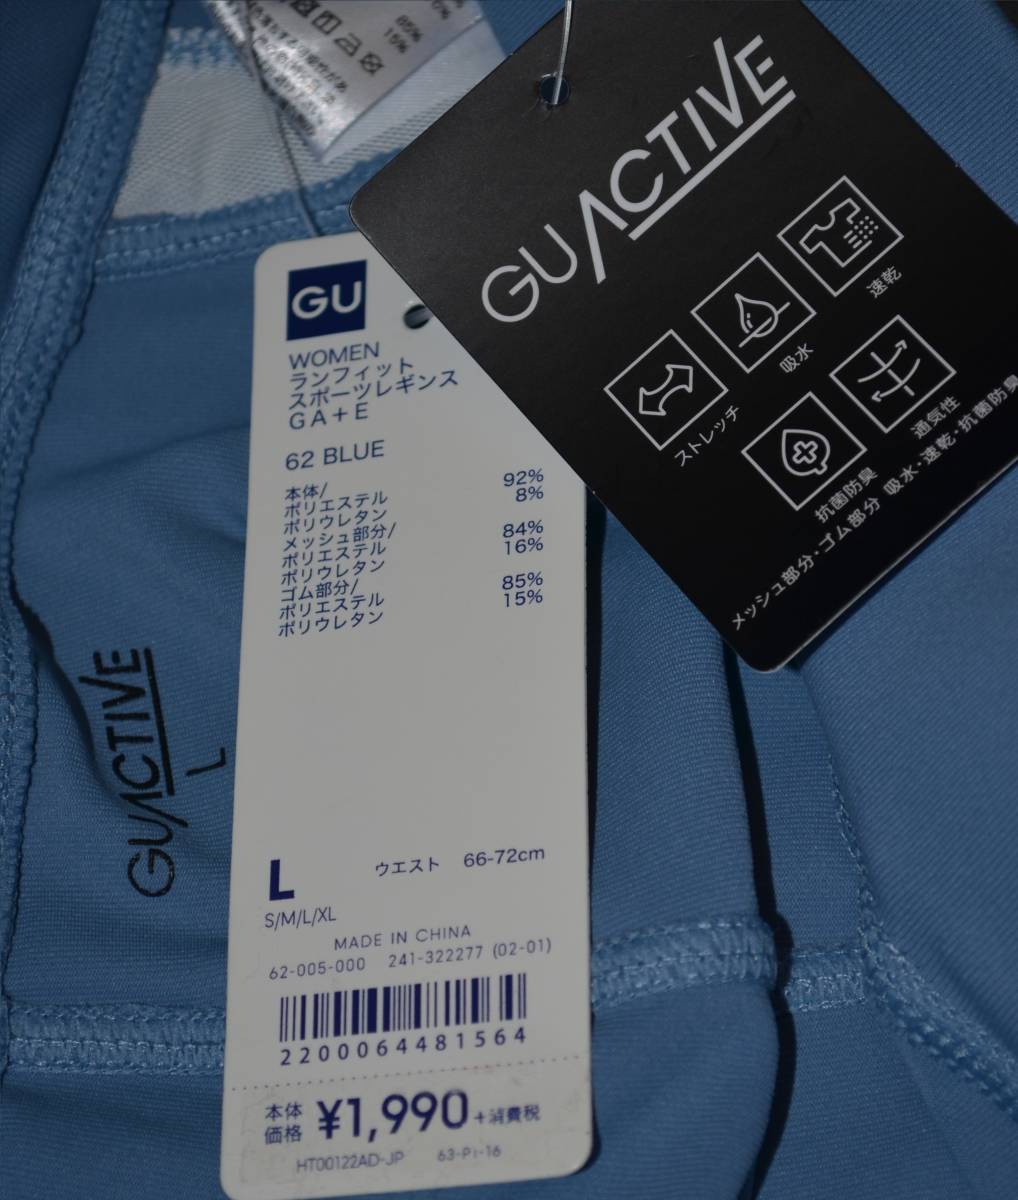 85%
15%
GU ACTIVE
速乾
吸水
ストレッチ
通気性
抗菌防臭
メッシュ部分・ゴム部分 吸水・速乾・抗菌防臭
GU
WOMEN
ランフィット
スポーツレギンス
GA+E
62 BLUE
本体/
ポリエステル 92%
ポリウレタン 8%
メッシュ部分/
ポリエステル 84%
ポリウレタン 16%
ゴム部分/
ポリエステル 85%
ポリウレタン 15%
GU ACTIVE
L
L ウエスト 66-72cm
S/M/L/XL
MADE IN CHINA
62-005-000 241-322277 (02-01)
2200064481564
本体
価格 ¥1,990 +消費税
HT00122AD-JP 63-Pi-16